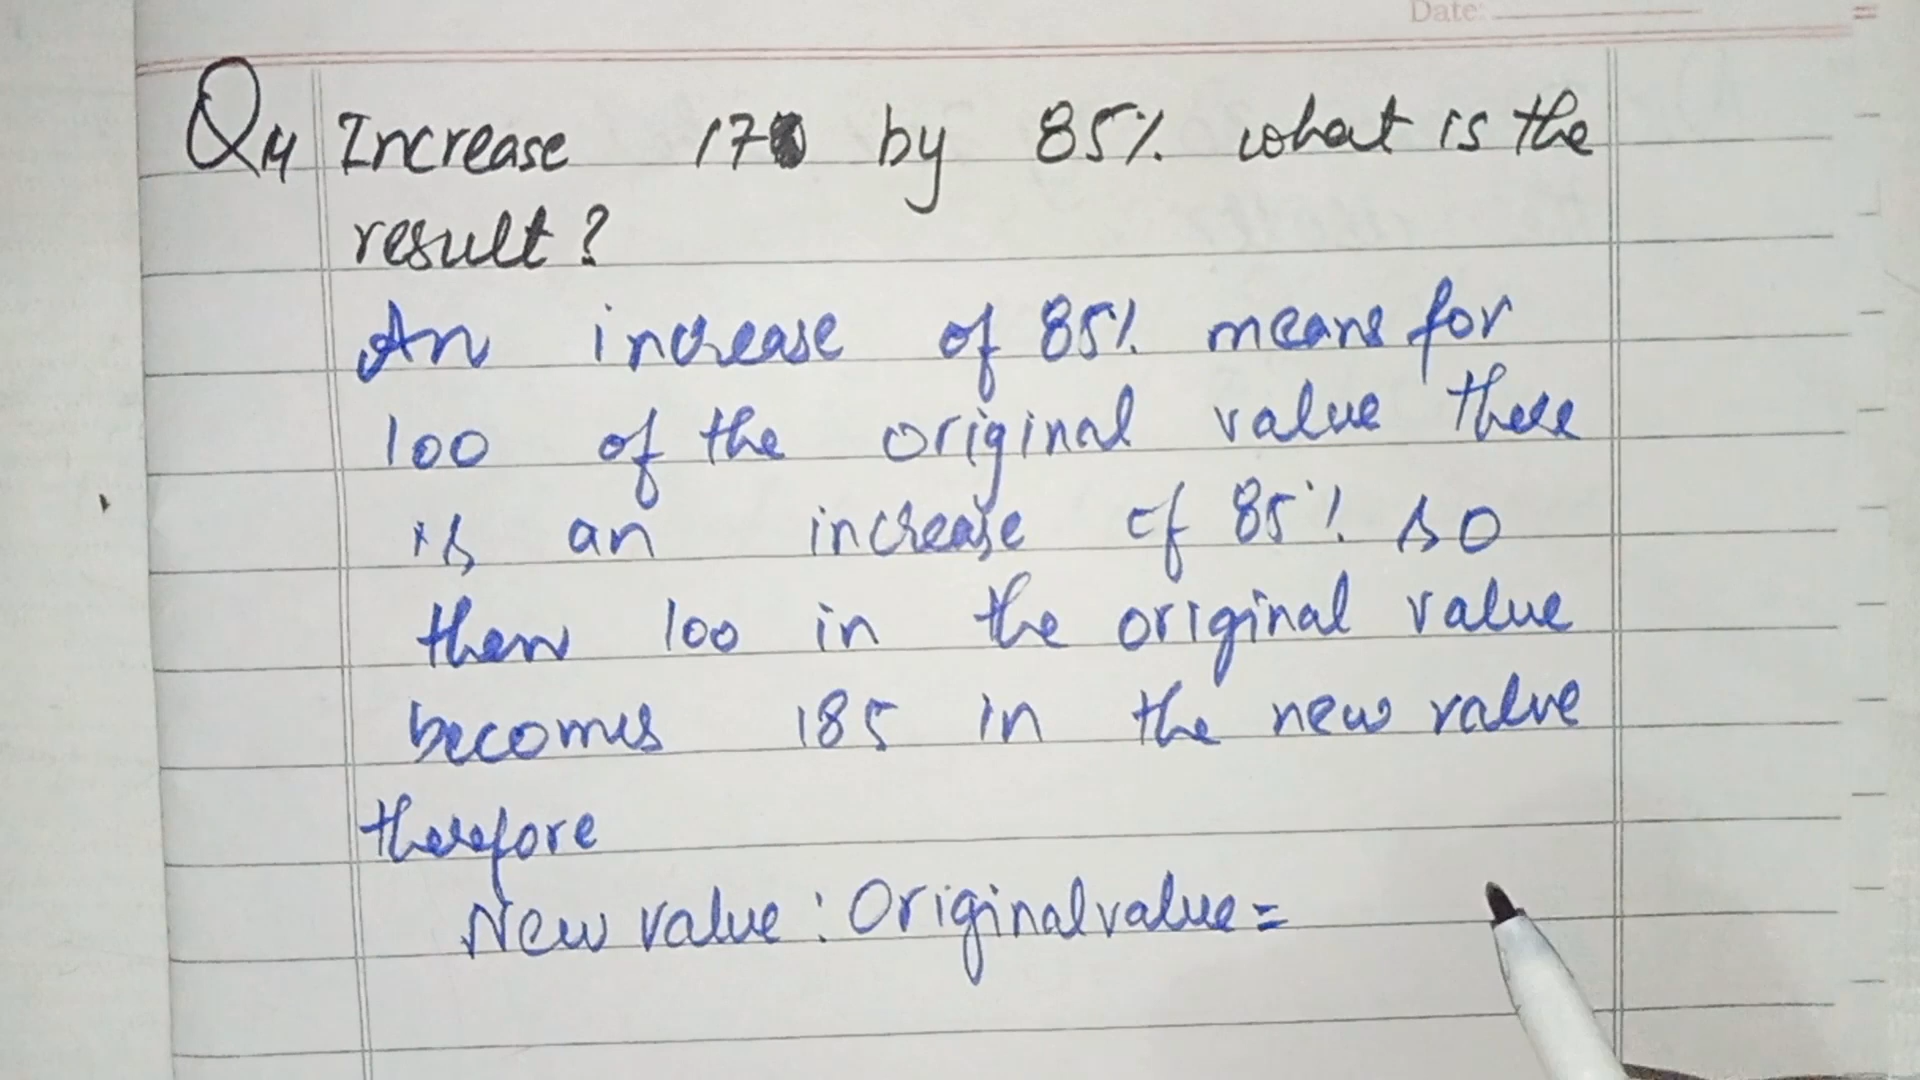 Date:
Q4 Increase 170 by 85% what is the
result?
An increase of 85% means for
100 of the original value there
is an increase of 85% so
then 100 in the original value
becomes 185 in the new value
therefore
New value : Original value =